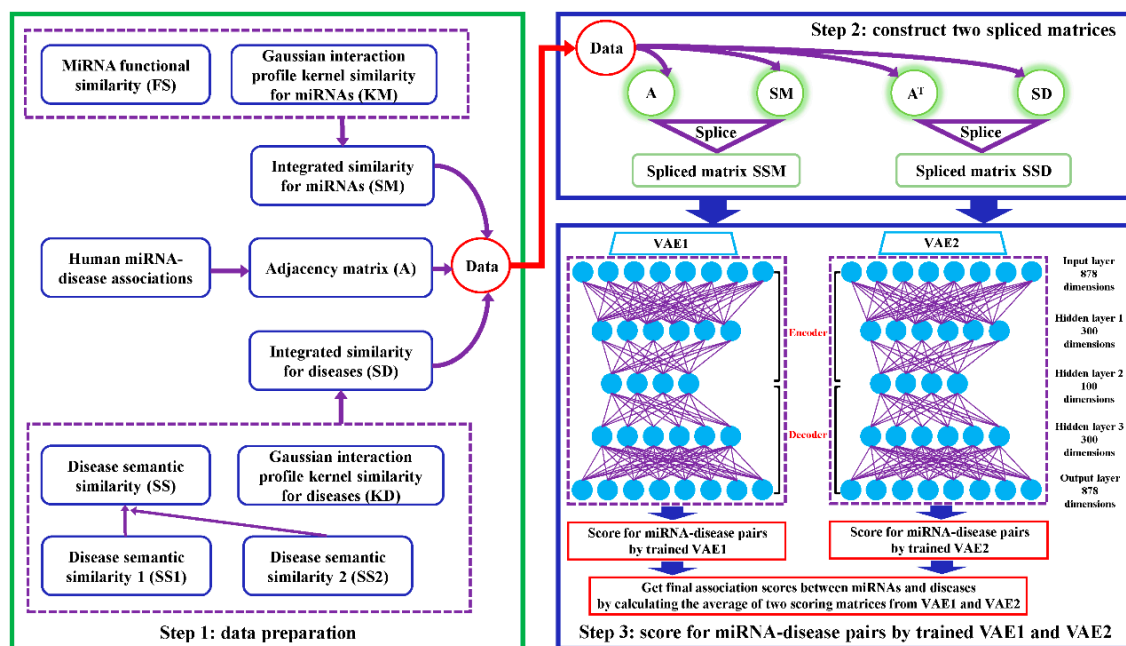 MiRNA functional
similarity (FS)
Gaussian interaction
profile kernel similarity
for miRNAs (KM)
Integrated similarity
for miRNAs (SM)
Human miRNA-
disease associations
Adjacency matrix (A)
Data
Integrated similarity
for diseases (SD)
Disease semantic
similarity (SS)
Gaussian interaction
profile kernel similarity
for diseases (KD)
Disease semantic
similarity 1 (SS1)
Disease semantic
similarity 2 (SS2)
Step 1: data preparation
Step 2: construct two spliced matrices
Data
A
SM
Aᵀ
SD
Splice
Splice
Spliced matrix SSM
Spliced matrix SSD
VAE1
VAE2
Input layer
878
dimensions
Hidden layer 1
300
dimensions
Encoder
Hidden layer 2
100
dimensions
Decoder
Hidden layer 3
300
dimensions
Output layer
878
dimensions
Score for miRNA-disease pairs
by trained VAE1
Score for miRNA-disease pairs
by trained VAE2
Get final association scores between miRNAs and diseases
by calculating the average of two scoring matrices from VAE1 and VAE2
Step 3: score for miRNA-disease pairs by trained VAE1 and VAE2